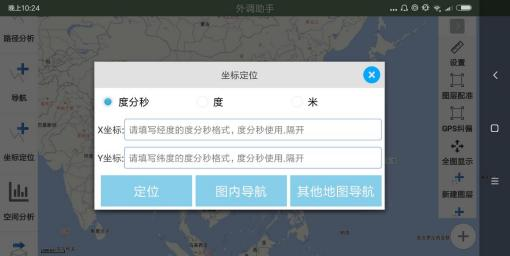 晚上10:24
外调助手
路径分析
导航
坐标定位
空间分析
坐标定位
度分秒
度
米
X坐标:
请填写经度的度分秒格式, 度分秒使用,隔开
Y坐标:
请填写纬度的度分秒格式, 度分秒使用,隔开
定位
图内导航
其他地图导航
设置
图层配准
GPS纠偏
全图显示
新建图层